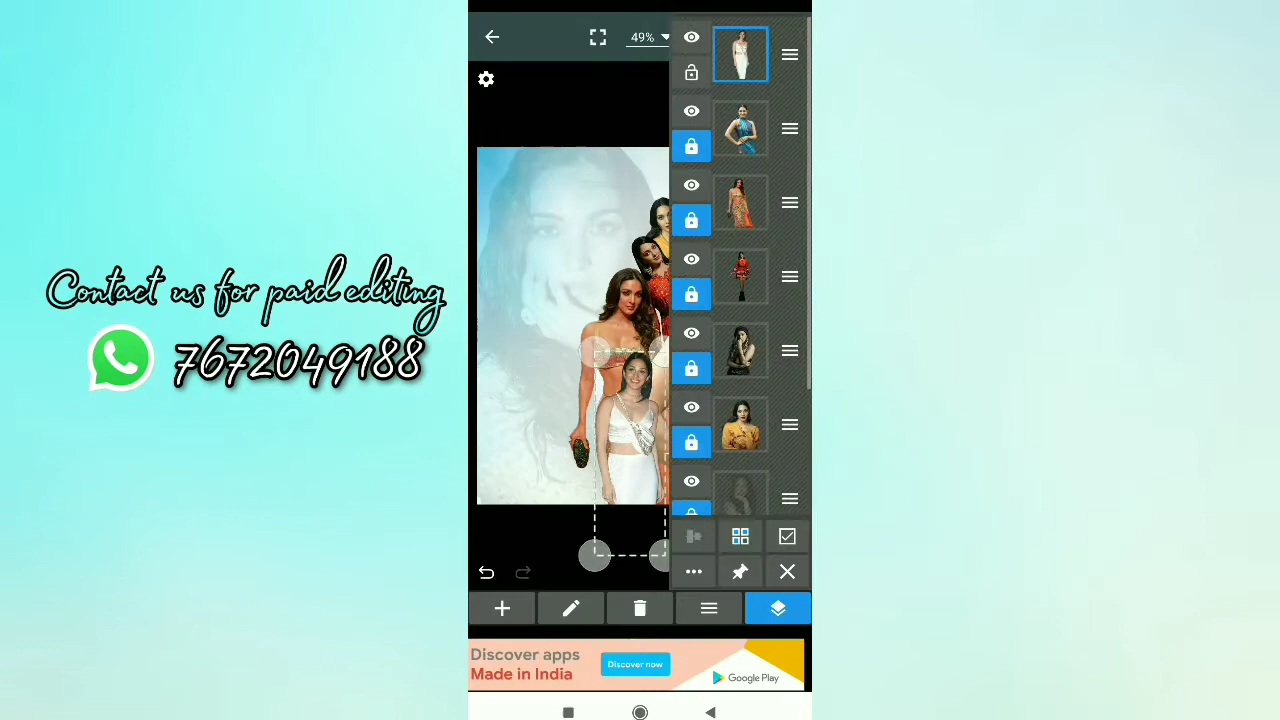 49%
Contact us for paid editing
7672049188
Discover apps
Made in India
Discover now
Google Play